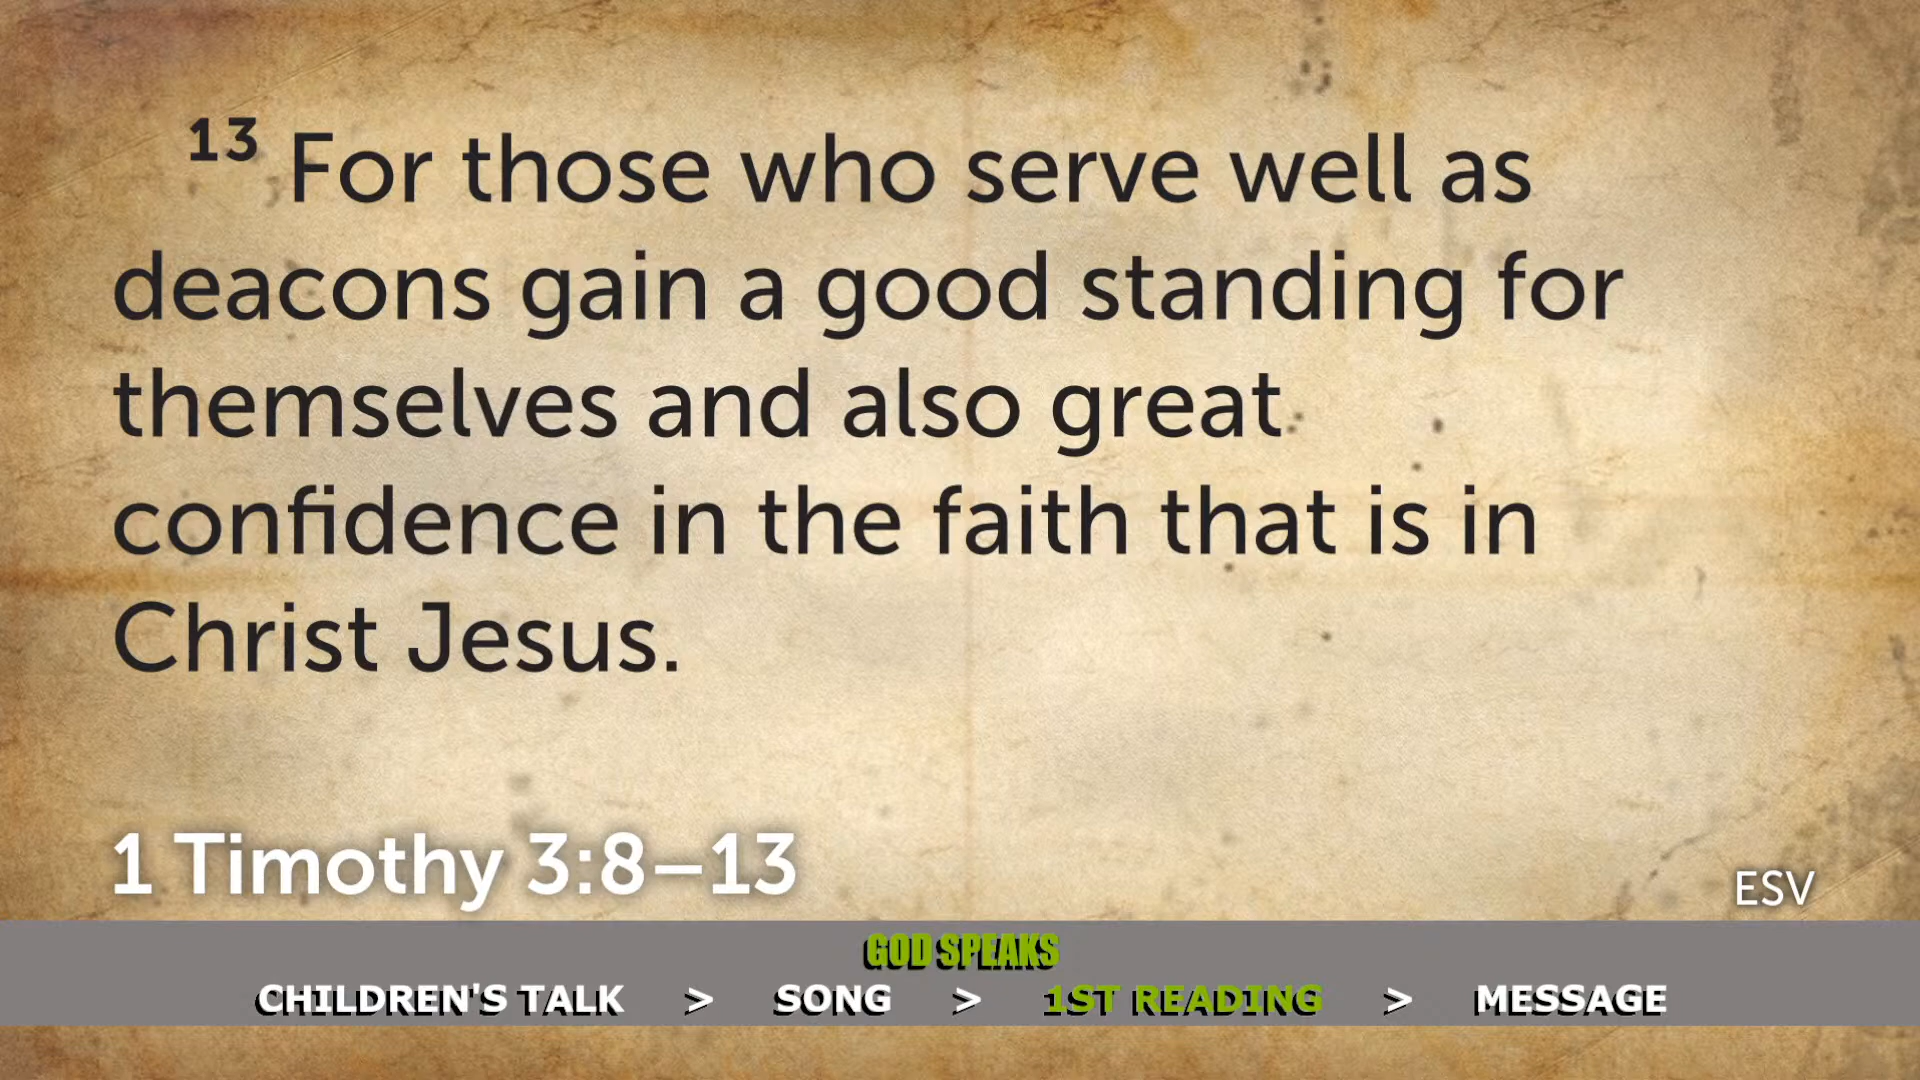 13 For those who serve well as
deacons gain a good standing for
themselves and also great
confidence in the faith that is in
Christ Jesus.
1 Timothy 3:8–13
ESV
GOD SPEAKS
CHILDREN'S TALK > SONG > 1ST READING > MESSAGE